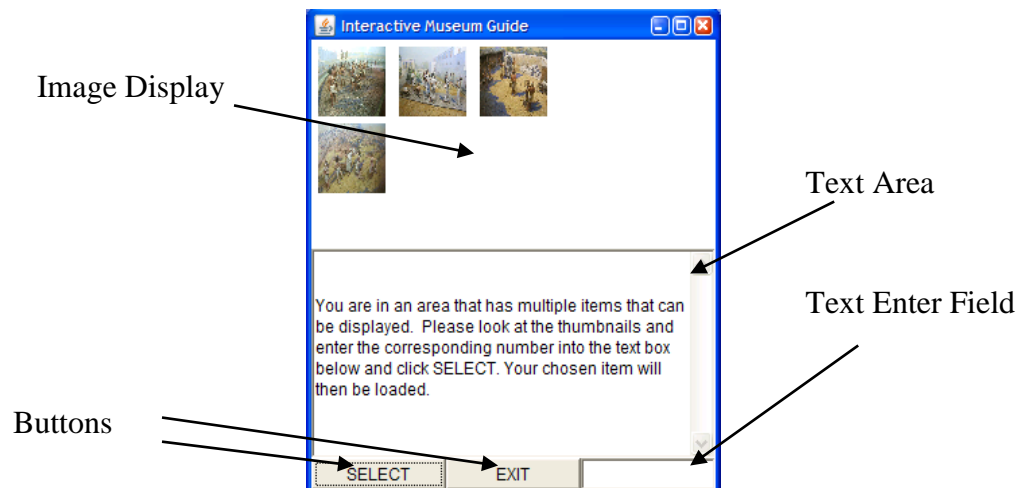 Interactive Museum Guide
Image Display
Text Area
You are in an area that has multiple items that can
be displayed.  Please look at the thumbnails and
enter the corresponding number into the text box
below and click SELECT. Your chosen item will
then be loaded.
Text Enter Field
Buttons
SELECT EXIT